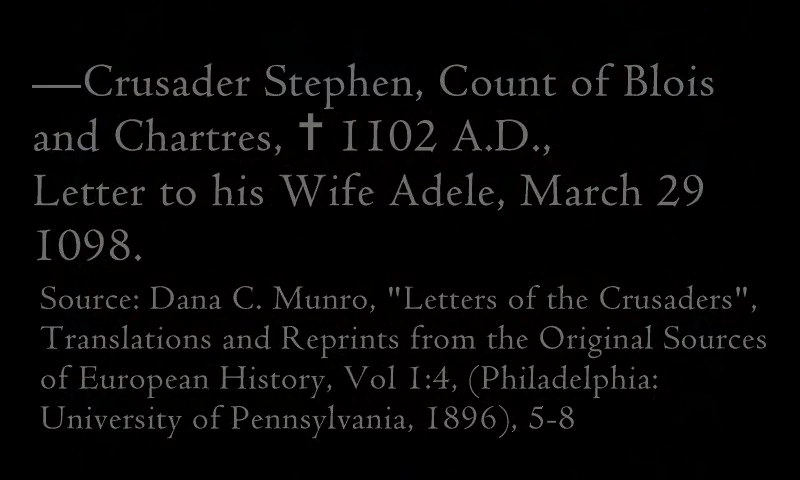 —Crusader Stephen, Count of Blois
and Chartres, ✝ 1102 A.D.,
Letter to his Wife Adele, March 29
1098.
Source: Dana C. Munro, "Letters of the Crusaders",
Translations and Reprints from the Original Sources
of European History, Vol 1:4, (Philadelphia:
University of Pennsylvania, 1896), 5-8